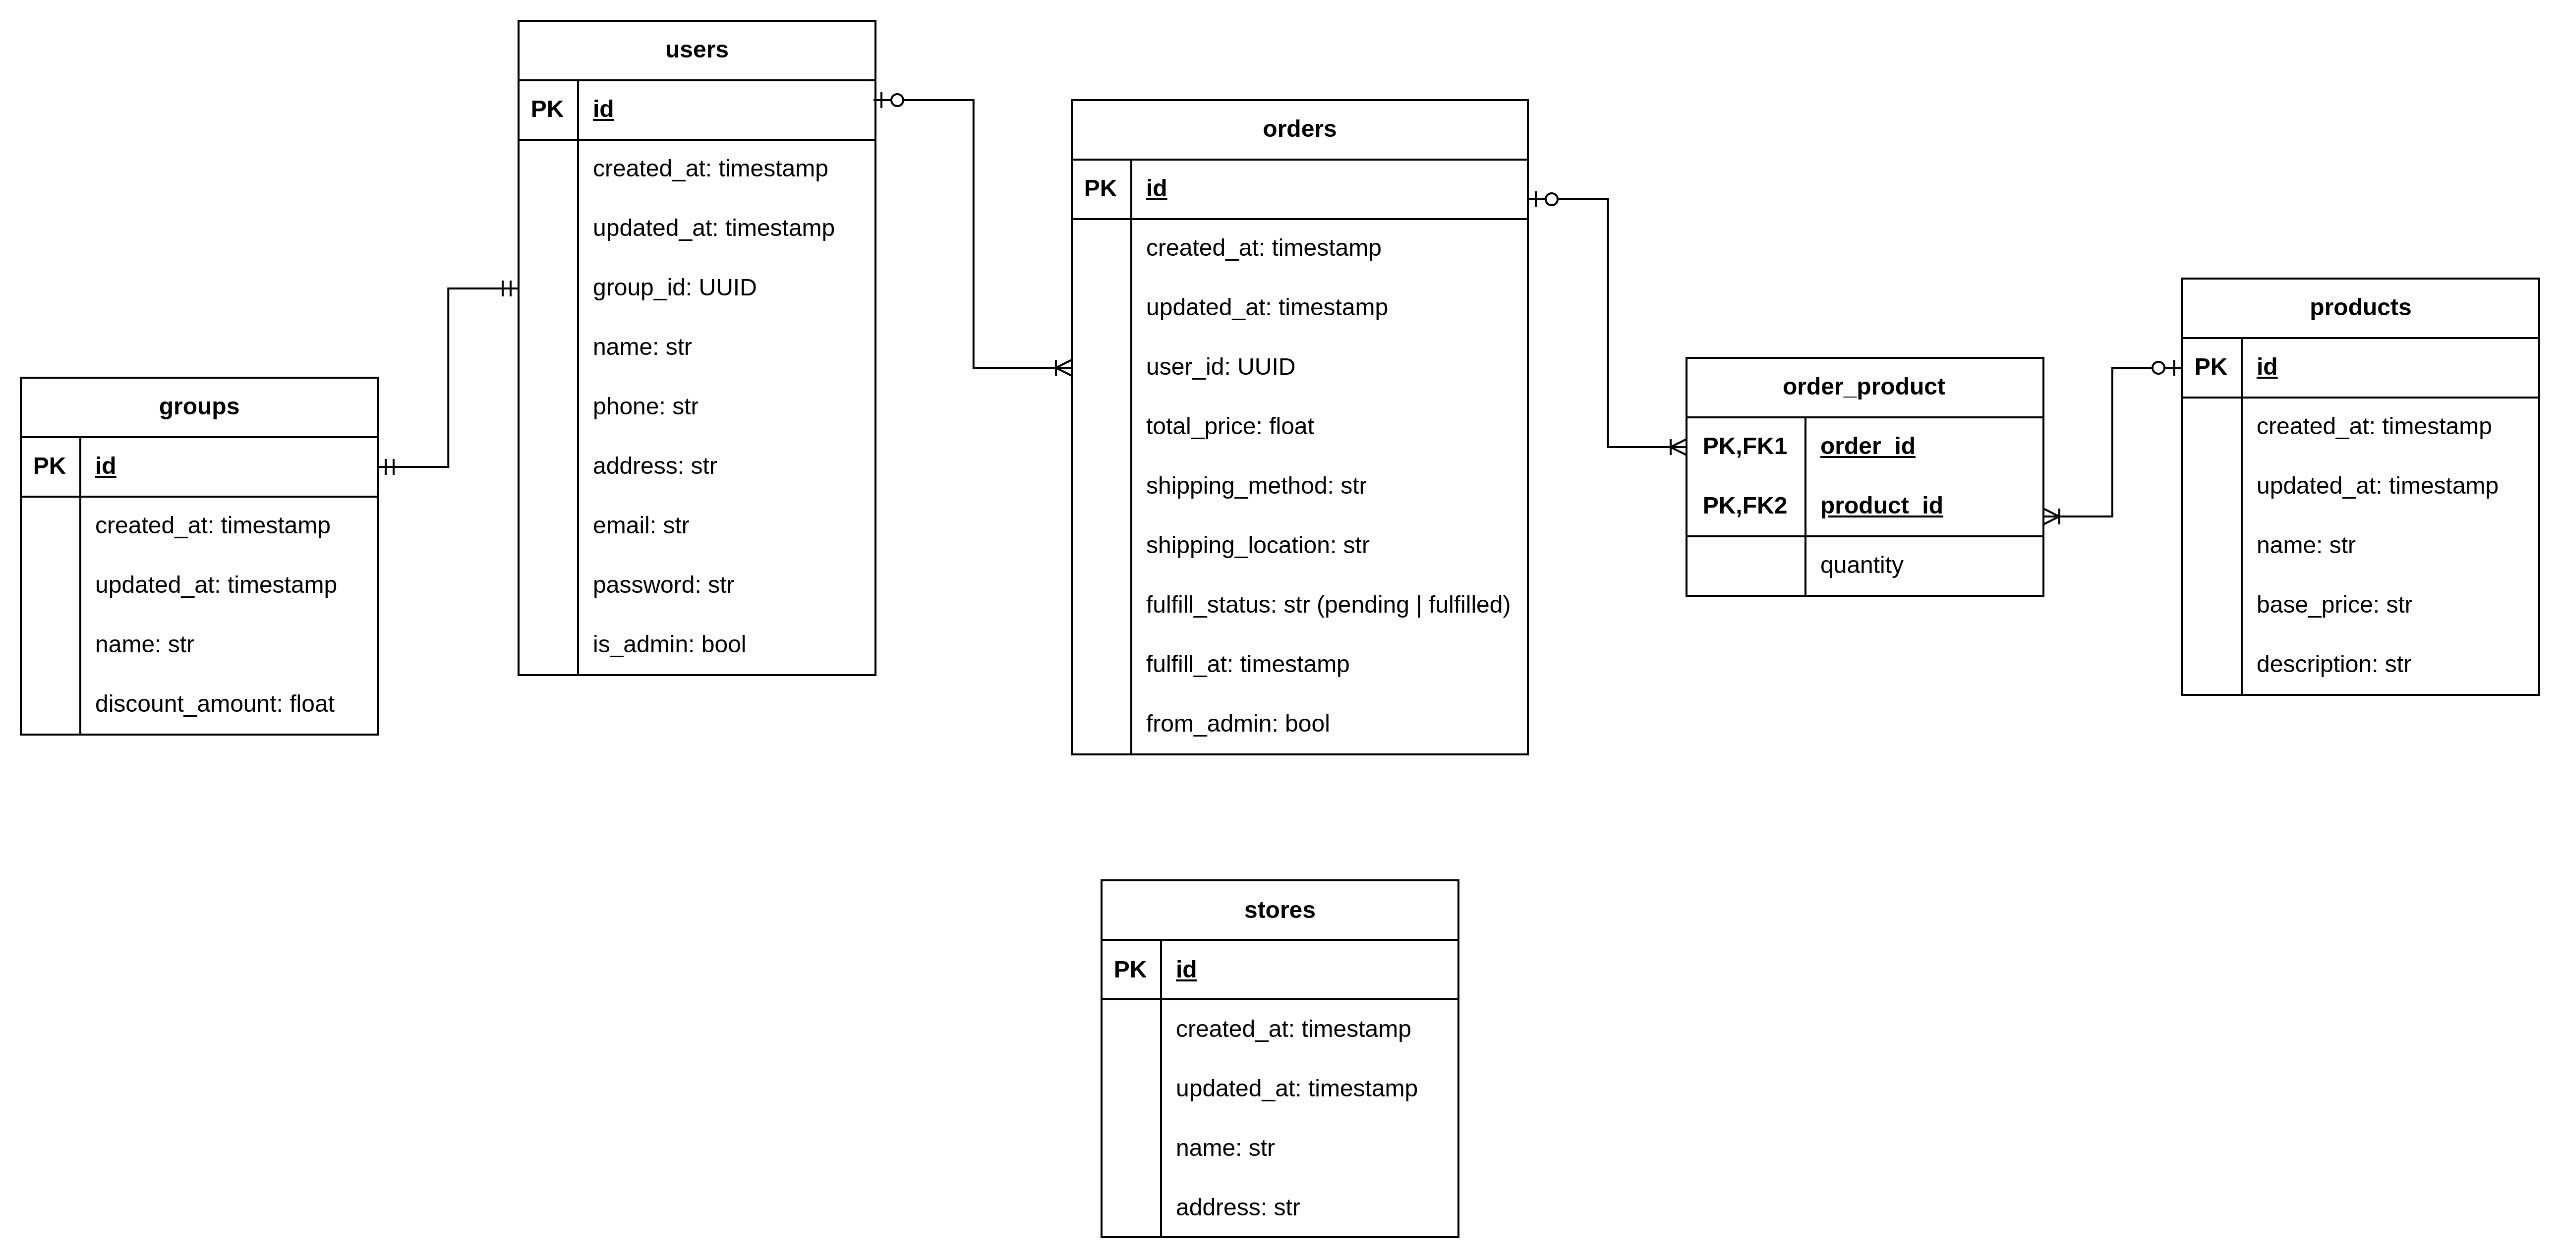 users
PK id
created_at: timestamp
updated_at: timestamp
group_id: UUID
name: str
phone: str
address: str
email: str
password: str
is_admin: bool
groups
PK id
created_at: timestamp
updated_at: timestamp
name: str
discount_amount: float
orders
PK id
created_at: timestamp
updated_at: timestamp
user_id: UUID
total_price: float
shipping_method: str
shipping_location: str
fulfill_status: str (pending | fulfilled)
fulfill_at: timestamp
from_admin: bool
order_product
PK,FK1 order_id
PK,FK2 product_id
quantity
products
PK id
created_at: timestamp
updated_at: timestamp
name: str
base_price: str
description: str
stores
PK id
created_at: timestamp
updated_at: timestamp
name: str
address: str